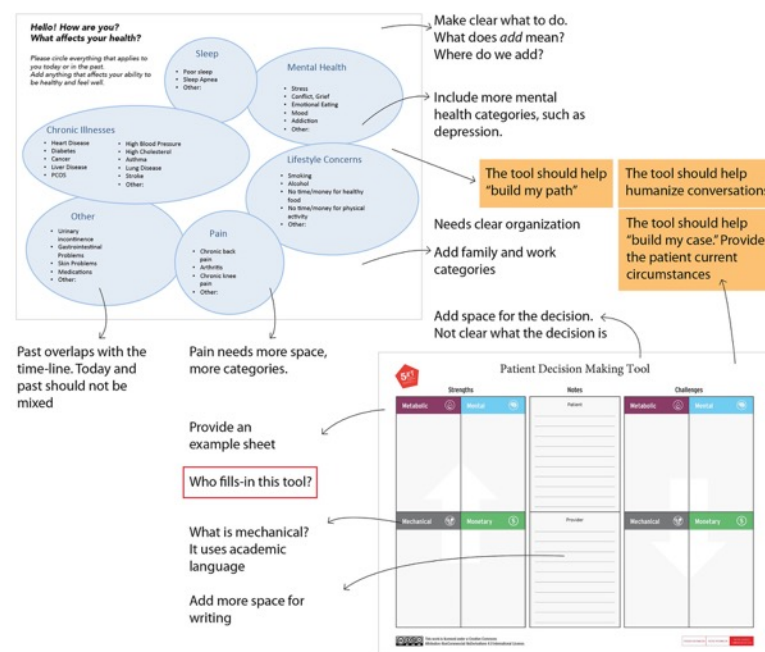 Hello! How are you?
What affects your health?
Please circle everything that applies to
you today or in the past.
Add anything that affects your ability to
be healthy and feel well.
Sleep
• Poor sleep
• Sleep Apnea
• Other:
Mental Health
• Stress
• Conflict, Grief
• Emotional Eating
• Mood
• Addiction
• Other:
Chronic Illnesses
• Heart Disease
• Diabetes
• Cancer
• Liver Disease
• PCOS
• High Blood Pressure
• High Cholesterol
• Asthma
• Lung Disease
• Stroke
• Other:
Lifestyle Concerns
• Smoking
• Alcohol
• No time/money for healthy
food
• No time/money for physical
activity
• Other:
Other
• Urinary
incontinence
• Gastrointestinal
Problems
• Skin Problems
• Medications
• Other:
Pain
• Chronic back
pain
• Arthritis
• Chronic knee
pain
• Other:
Make clear what to do.
What does add mean?
Where do we add?
Include more mental
health categories, such as
depression.
The tool should help
"build my path"
The tool should help
humanize conversations
The tool should help
"build my case." Provide
the patient current
circumstances
Needs clear organization
Add family and work
categories
Add space for the decision.
Not clear what the decision is
Past overlaps with the
time-line. Today and
past should not be
mixed
Pain needs more space,
more categories.
Provide an
example sheet
Who fills-in this tool?
What is mechanical?
It uses academic
language
Add more space for
writing
Patient Decision Making Tool
Strengths
Notes
Challenges
Metabolic
Mental
Patient
Metabolic
Mental
Mechanical
Monetary
Provider
Mechanical
Monetary